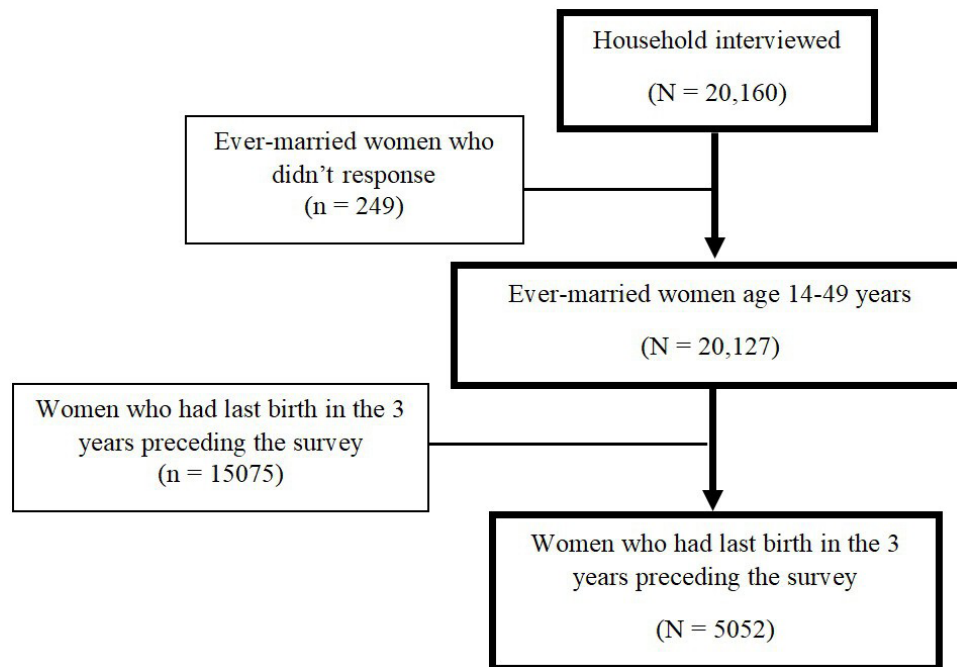 Household interviewed
(N = 20,160)
Ever-married women who
didn’t response
(n = 249)
Ever-married women age 14-49 years
(N = 20,127)
Women who had last birth in the 3
years preceding the survey
(n = 15075)
Women who had last birth in the 3
years preceding the survey
(N = 5052)